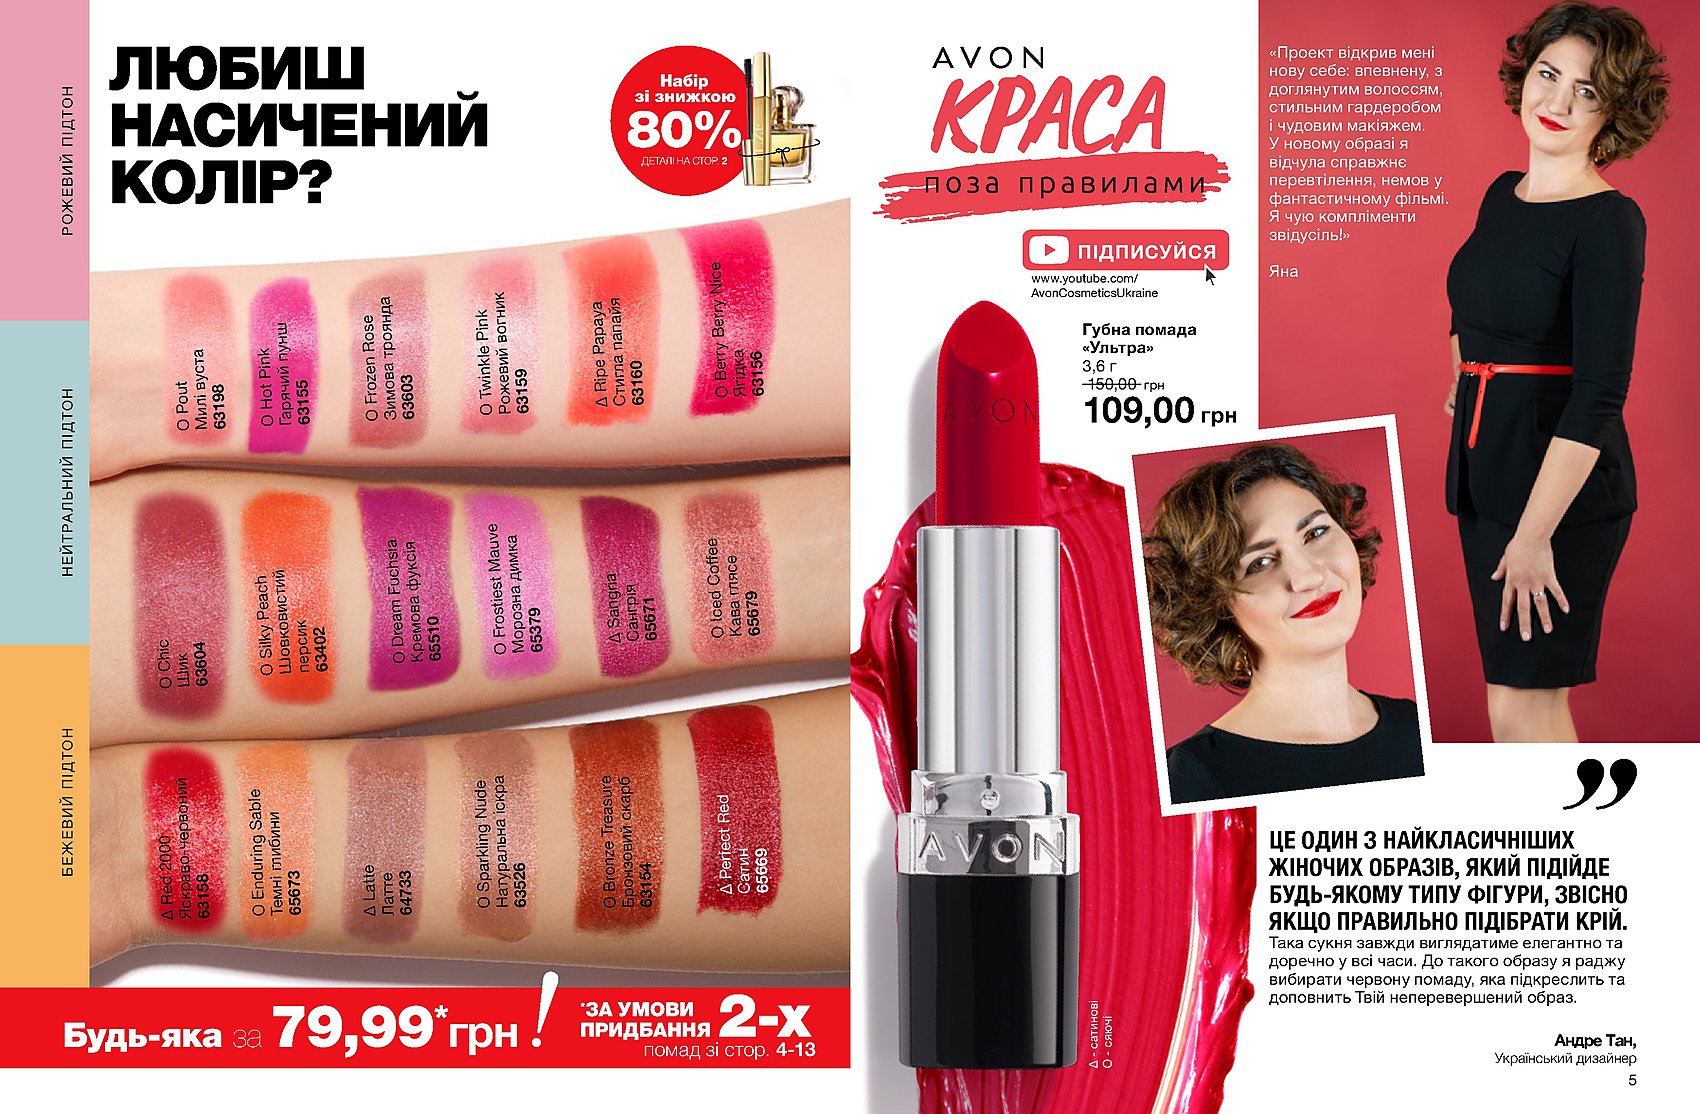 РОЖЕВИЙ ПІДТОН
НЕЙТРАЛЬНИЙ ПІДТОН
БЕЖЕВИЙ ПІДТОН
ЛЮБИШ
НАСИЧЕНИЙ
КОЛІР?
Набір
зі знижкою
80%
ДЕТАЛІ НА СТОР. 2
О Pout
Милі вуста
63198
О Hot Pink
Гарячий пунш
63155
О Frozen Rose
Зимова троянда
63603
О Twinkle Pink
Рожевий вогник
63159
Δ Ripe Papaya
Стигла папайя
63160
О Berry Berry Nice
Ягідка
63156
О Chic
Шик
63604
О Silky Peach
Шовковистий
персик
63402
О Dream Fuchsia
Кремова фуксія
65510
О Frostiest Mauve
Морозна димка
65379
Δ Sangria
Сангрія
65671
О Iced Coffee
Кава глясе
65679
Δ Red 2000
Яскраво-червоний
63158
О Enduring Sable
Темні глибини
65673
Δ Latte
Латте
64733
О Sparkling Nude
Натуральна іскра
63526
О Bronze Treasure
Бронзовий скарб
63154
Δ Perfect Red
Сатин
65669
Будь-яка за 79,99* грн!
*ЗА УМОВИ
ПРИДБАННЯ 2-х
помад зі стор. 4-13
AVON
КРАСА
поза правилами
ПІДПИСУЙСЯ
www.youtube.com/
AvonCosmeticsUkraine
Губна помада
«Ультра»
3,6 г
150,00 грн
109,00 грн
AVON
AVON
Δ - сатинові
О - сяючі
«Проект відкрив мені
нову себе: впевнену, з
доглянутим волоссям,
стильним гардеробом
і чудовим макіяжем.
У новому образі я
відчула справжнє
перевтілення, немов у
фантастичному фільмі.
Я чую компліменти
звідусіль!»
Яна
”
ЦЕ ОДИН З НАЙКЛАСИЧНІШИХ
ЖІНОЧИХ ОБРАЗІВ, ЯКИЙ ПІДІЙДЕ
БУДЬ-ЯКОМУ ТИПУ ФІГУРИ, ЗВІСНО
ЯКЩО ПРАВИЛЬНО ПІДІБРАТИ КРІЙ.
Така сукня завжди виглядатиме елегантно та
доречно у всі часи. До такого образу я раджу
вибирати червону помаду, яка підкреслить та
доповнить Твій неперевершений образ.
Андре Тан,
Український дизайнер
5